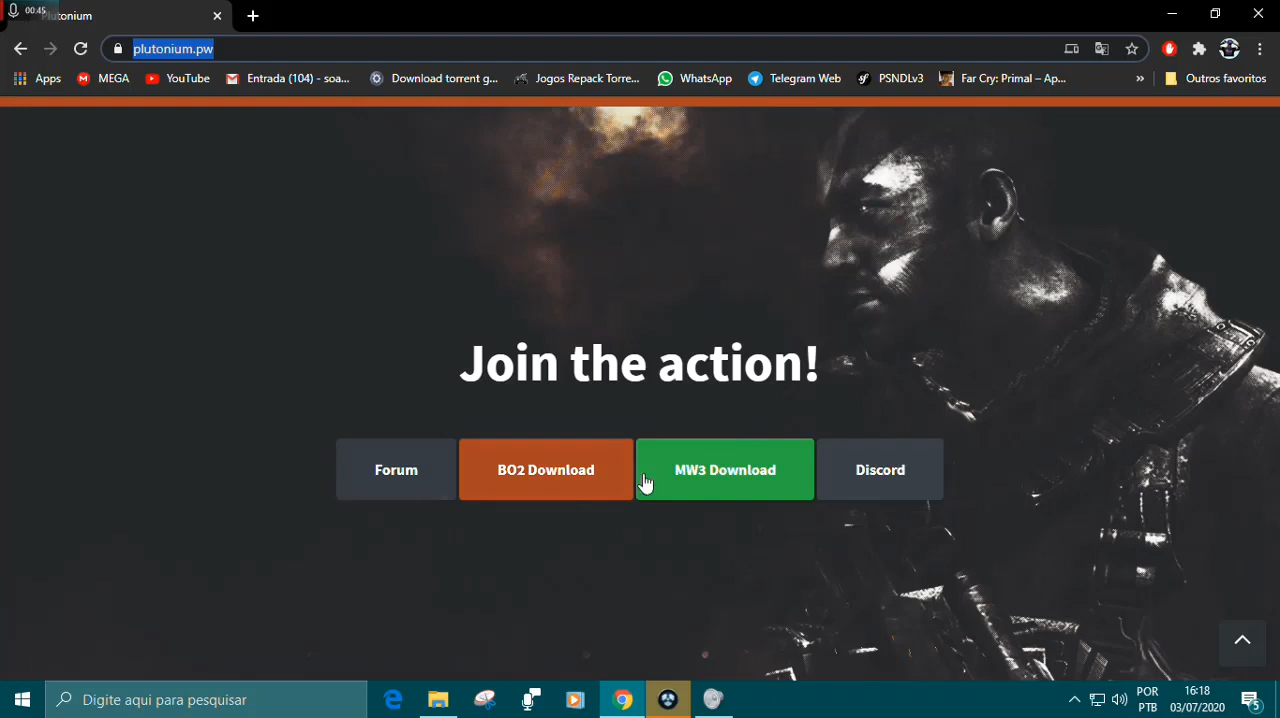 00:45
Plutonium
plutonium.pw
Apps MEGA YouTube Entrada (104) - soa... Download torrent g... Jogos Repack Torre... WhatsApp Telegram Web PSNDLv3 Far Cry: Primal – Ap... » Outros favoritos
Join the action!
Forum BO2 Download MW3 Download Discord
Digite aqui para pesquisar
POR 16:18
PTB 03/07/2020 5